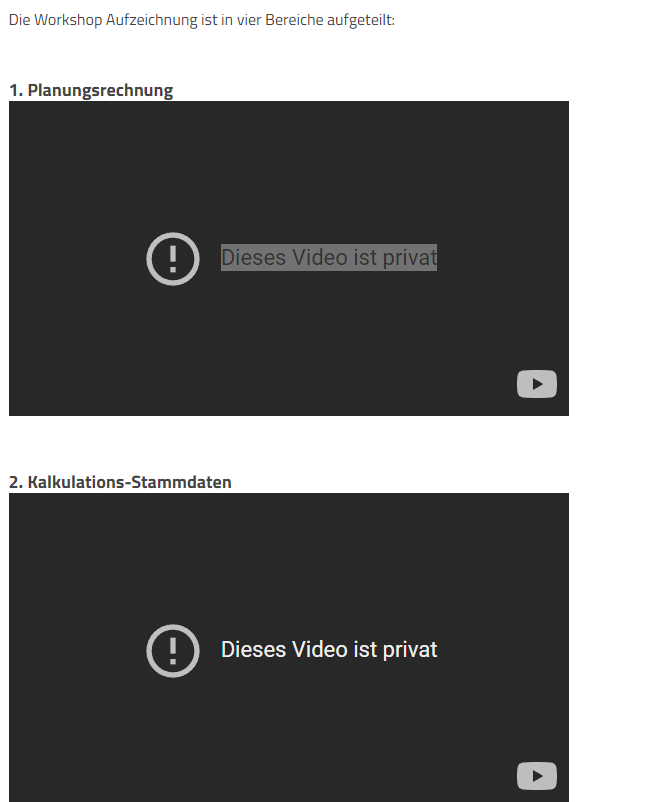 Die Workshop Aufzeichnung ist in vier Bereiche aufgeteilt:
1. Planungsrechnung
Dieses Video ist privat
2. Kalkulations-Stammdaten
Dieses Video ist privat